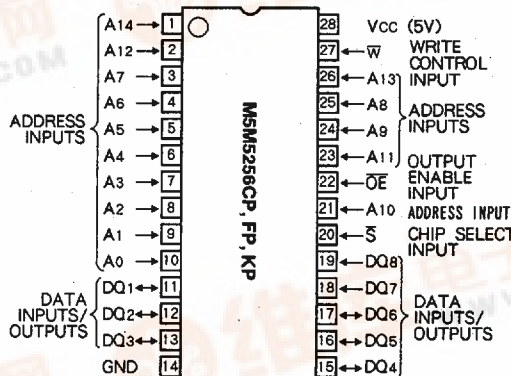 A14 1
A12 2
A7 3
A6 4
A5 5
A4 6
A3 7
A2 8
A1 9
A0 10
DQ1 11
DQ2 12
DQ3 13
GND 14
ADDRESS
INPUTS
DATA
INPUTS/
OUTPUTS
M5M5256CP, FP, KP
28 VCC (5V)
27 W̅ WRITE
CONTROL
INPUT
26 A13
25 A8
24 A9
23 A11
ADDRESS
INPUTS
22 O̅E̅ OUTPUT
ENABLE
INPUT
21 A10 ADDRESS INPUT
20 S̅ CHIP SELECT
INPUT
19 DQ8
18 DQ7
17 DQ6
16 DQ5
15 DQ4
DATA
INPUTS/
OUTPUTS